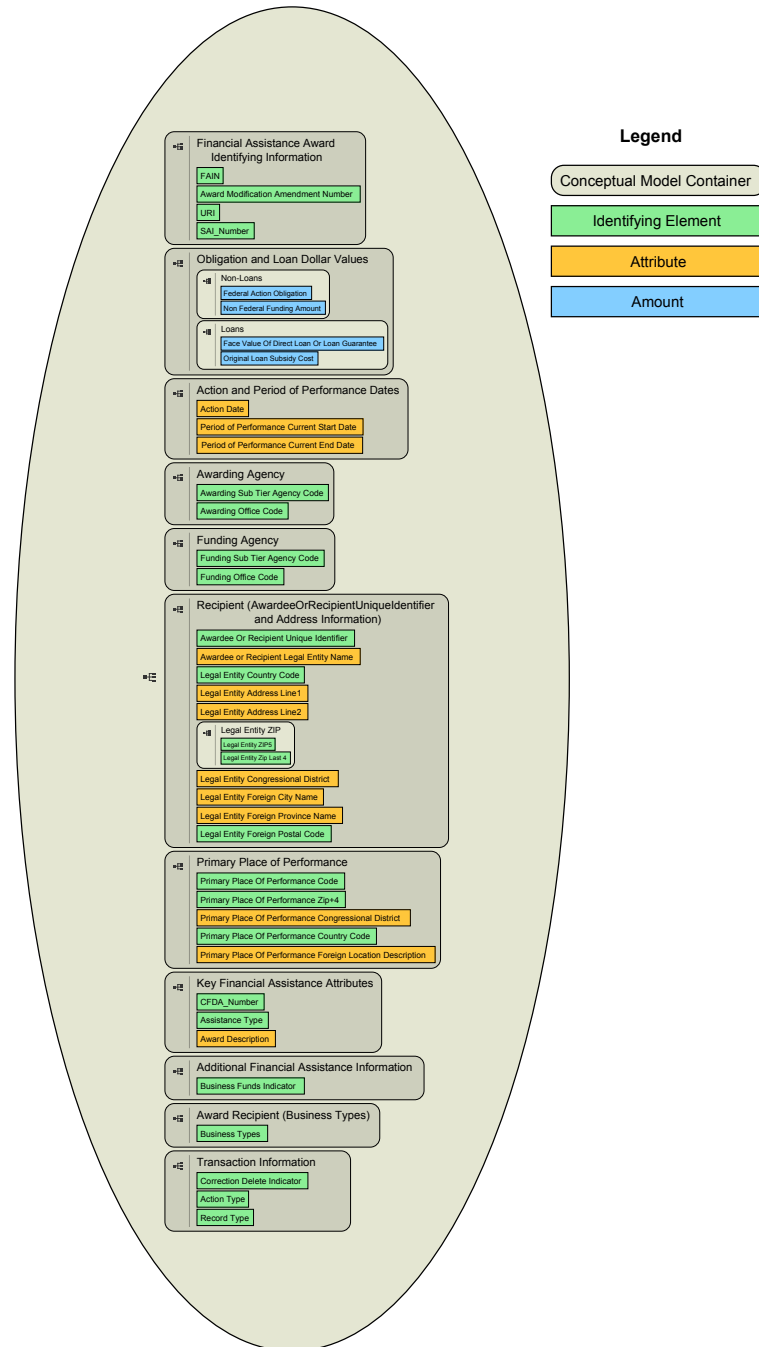 Financial Assistance Award
Identifying Information
FAIN
Award Modification Amendment Number
URI
SAI_Number
Obligation and Loan Dollar Values
Non-Loans
Federal Action Obligation
Non Federal Funding Amount
Loans
Face Value Of Direct Loan Or Loan Guarantee
Original Loan Subsidy Cost
Action and Period of Performance Dates
Action Date
Period of Performance Current Start Date
Period of Performance Current End Date
Awarding Agency
Awarding Sub Tier Agency Code
Awarding Office Code
Funding Agency
Funding Sub Tier Agency Code
Funding Office Code
Recipient (AwardeeOrRecipientUniqueIdentifier
and Address Information)
Awardee Or Recipient Unique Identifier
Awardee or Recipient Legal Entity Name
Legal Entity Country Code
Legal Entity Address Line1
Legal Entity Address Line2
Legal Entity ZIP
Legal Entity ZIP5
Legal Entity Zip Last 4
Legal Entity Congressional District
Legal Entity Foreign City Name
Legal Entity Foreign Province Name
Legal Entity Foreign Postal Code
Primary Place of Performance
Primary Place Of Performance Code
Primary Place Of Performance Zip+4
Primary Place Of Performance Congressional District
Primary Place Of Performance Country Code
Primary Place Of Performance Foreign Location Description
Key Financial Assistance Attributes
CFDA_Number
Assistance Type
Award Description
Additional Financial Assistance Information
Business Funds Indicator
Award Recipient (Business Types)
Business Types
Transaction Information
Correction Delete Indicator
Action Type
Record Type
Legend
Conceptual Model Container
Identifying Element
Attribute
Amount